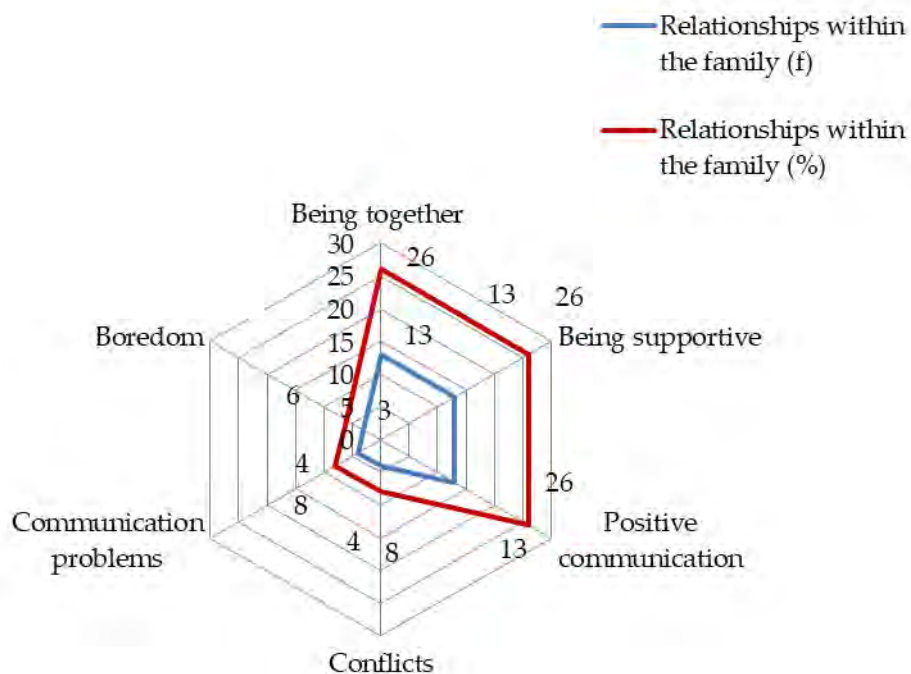 Relationships within
the family (f)
Relationships within
the family (%)
Being together
30
26
25
13
26
20
13
15
Boredom
Being supportive
10
6
5
3
0
4
26
8
Communication
problems
Positive
communication
4
8
13
Conflicts